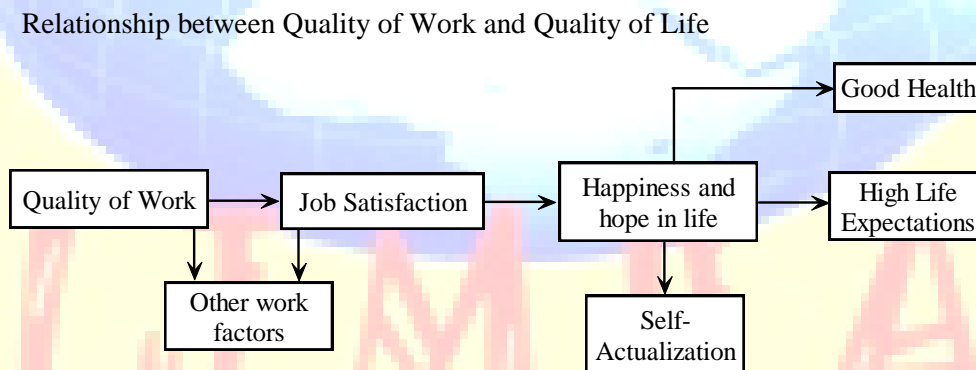 Relationship between Quality of Work and Quality of Life
Good Health
Quality of Work
Job Satisfaction
Happiness and
hope in life
High Life
Expectations
Other work
factors
Self-
Actualization